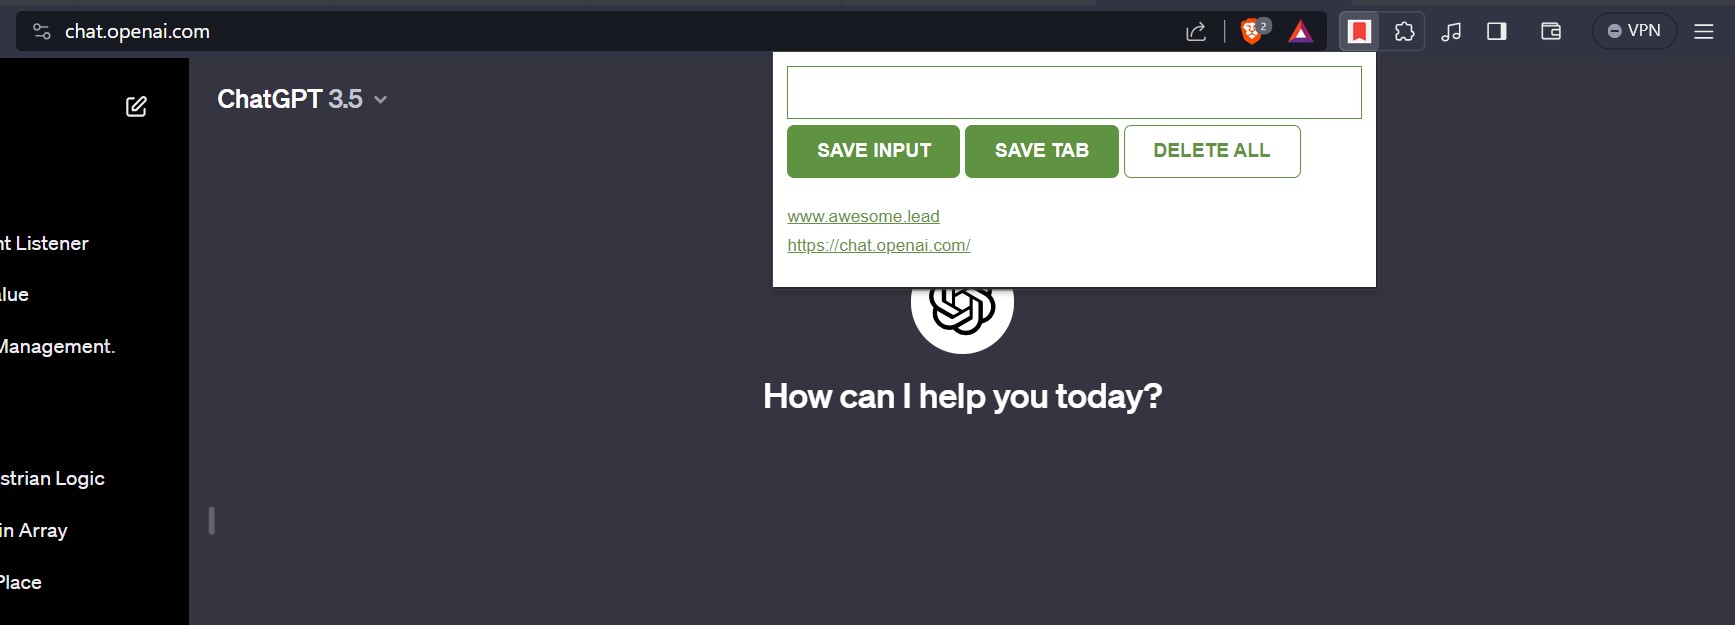 chat.openai.com
2
VPN
ChatGPT 3.5
SAVE INPUT
SAVE TAB
DELETE ALL
www.awesome.lead
https://chat.openai.com/
nt Listener
alue
Management.
How can I help you today?
strian Logic
in Array
Place